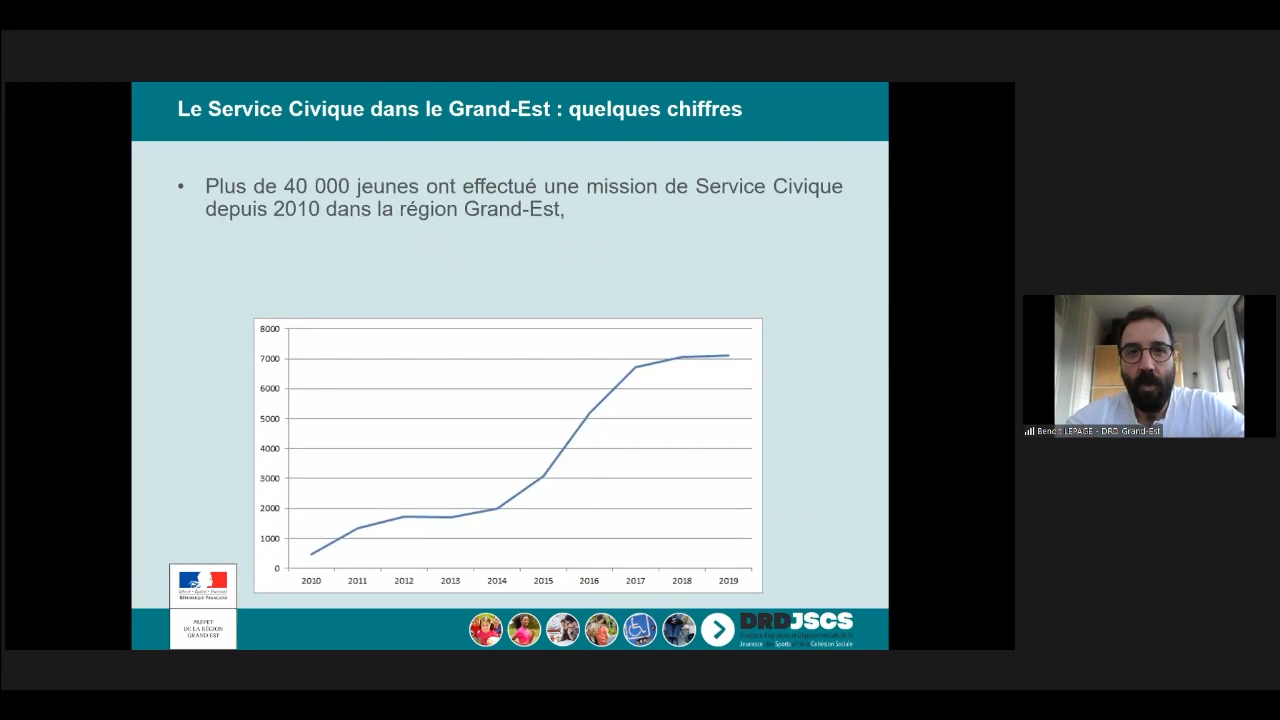 Le Service Civique dans le Grand-Est : quelques chiffres
• Plus de 40 000 jeunes ont effectué une mission de Service Civique
depuis 2010 dans la région Grand-Est,
8000
7000
6000
5000
4000
3000
2000
1000
0
2010 2011 2012 2013 2014 2015 2016 2017 2018 2019
RÉPUBLIQUE FRANÇAISE
PRÉFET
DE LA RÉGION
GRAND EST
DRDJSCS
Jeunesse Sports Cohésion Sociale
Benoit LEPAGE - DRD Grand-Est